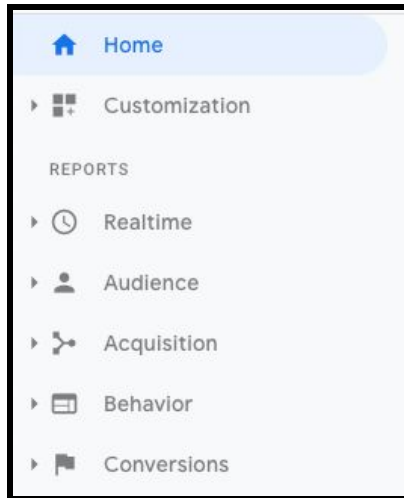 Home
Customization
REPORTS
Realtime
Audience
Acquisition
Behavior
Conversions